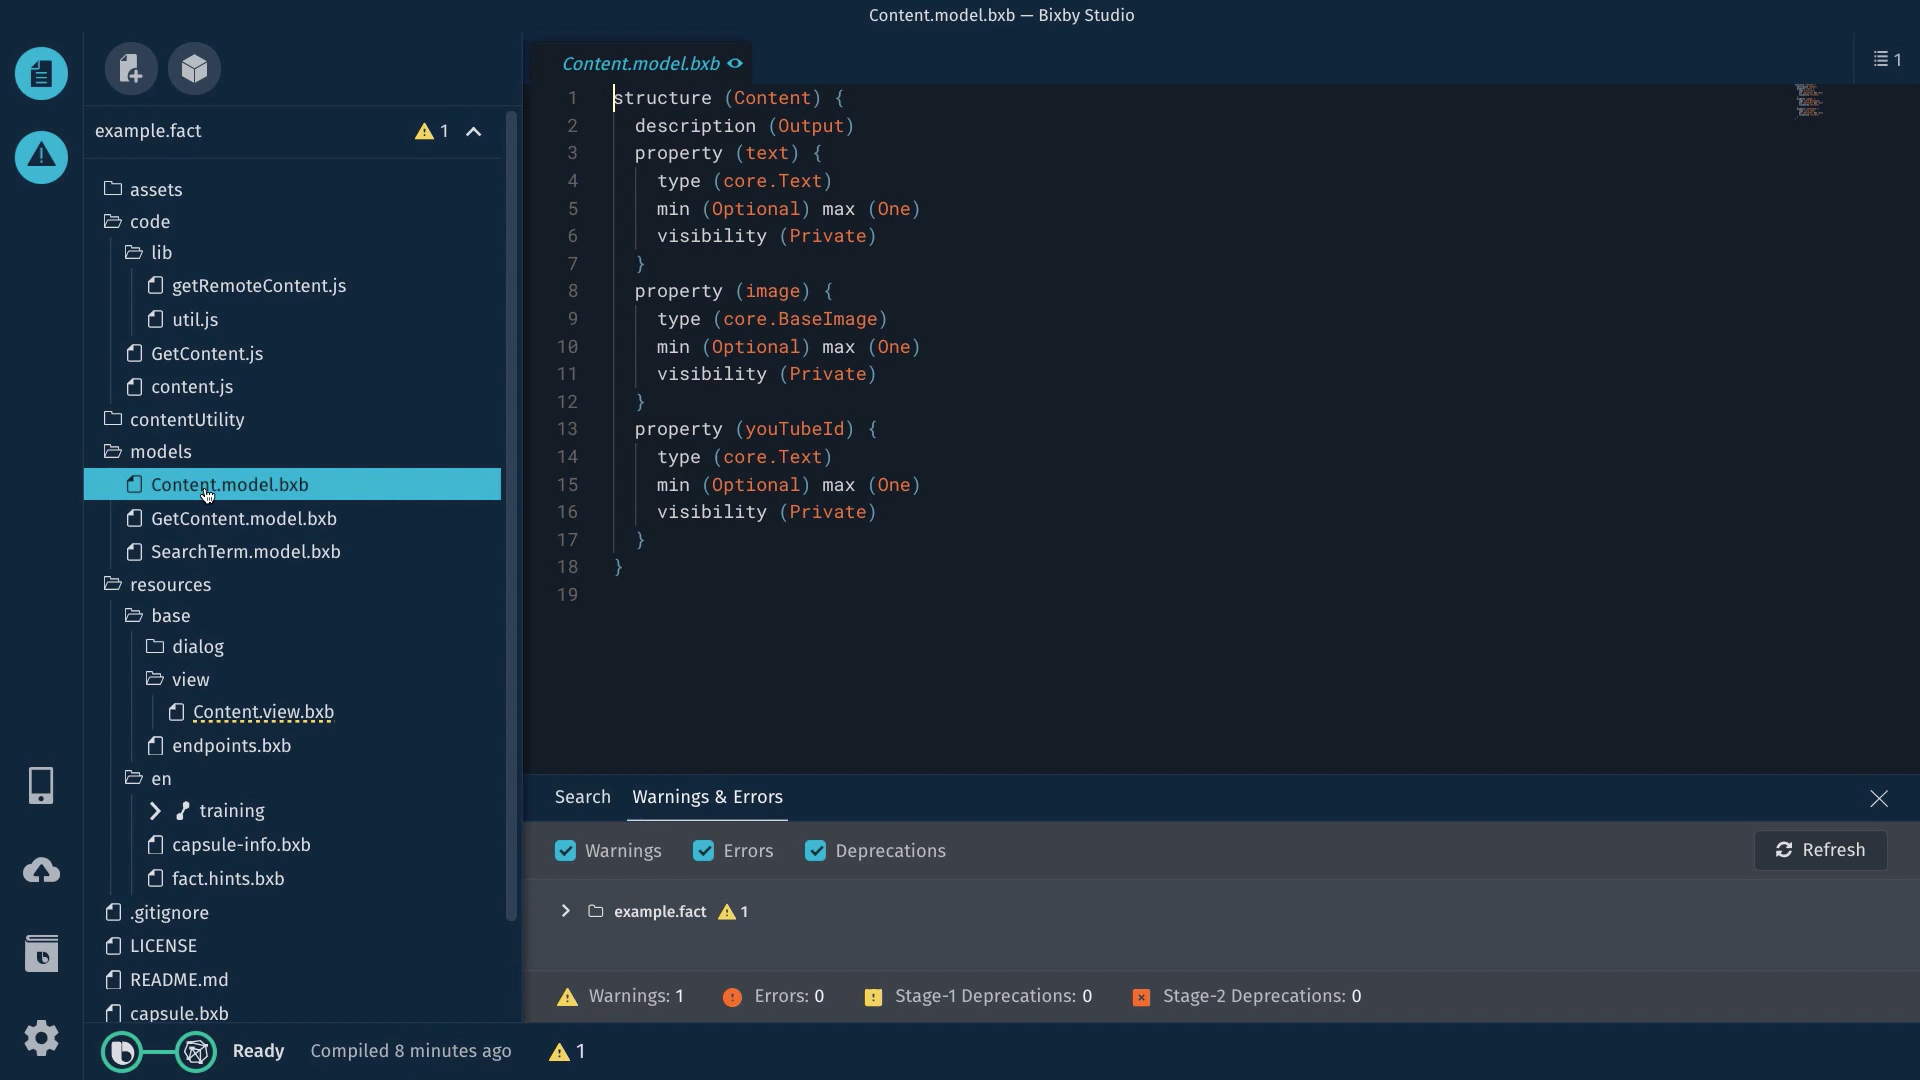 Content.model.bxb — Bixby Studio
example.fact 1
assets
code
lib
getRemoteContent.js
util.js
GetContent.js
content.js
contentUtility
models
Content.model.bxb
GetContent.model.bxb
SearchTerm.model.bxb
resources
base
dialog
view
Content.view.bxb
endpoints.bxb
en
training
capsule-info.bxb
fact.hints.bxb
.gitignore
LICENSE
README.md
capsule.bxb
Content.model.bxb
1
1 structure (Content) {
2 description (Output)
3 property (text) {
4 type (core.Text)
5 min (Optional) max (One)
6 visibility (Private)
7 }
8 property (image) {
9 type (core.BaseImage)
10 min (Optional) max (One)
11 visibility (Private)
12 }
13 property (youTubeId) {
14 type (core.Text)
15 min (Optional) max (One)
16 visibility (Private)
17 }
18 }
19
Search Warnings & Errors
Warnings Errors Deprecations Refresh
example.fact 1
Warnings: 1 Errors: 0 Stage-1 Deprecations: 0 Stage-2 Deprecations: 0
Ready Compiled 8 minutes ago 1